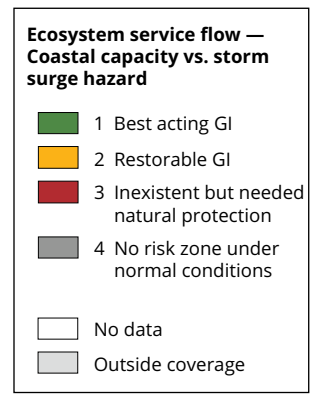 Ecosystem service flow —
Coastal capacity vs. storm
surge hazard
1 Best acting GI
2 Restorable GI
3 Inexistent but needed
natural protection
4 No risk zone under
normal conditions
No data
Outside coverage